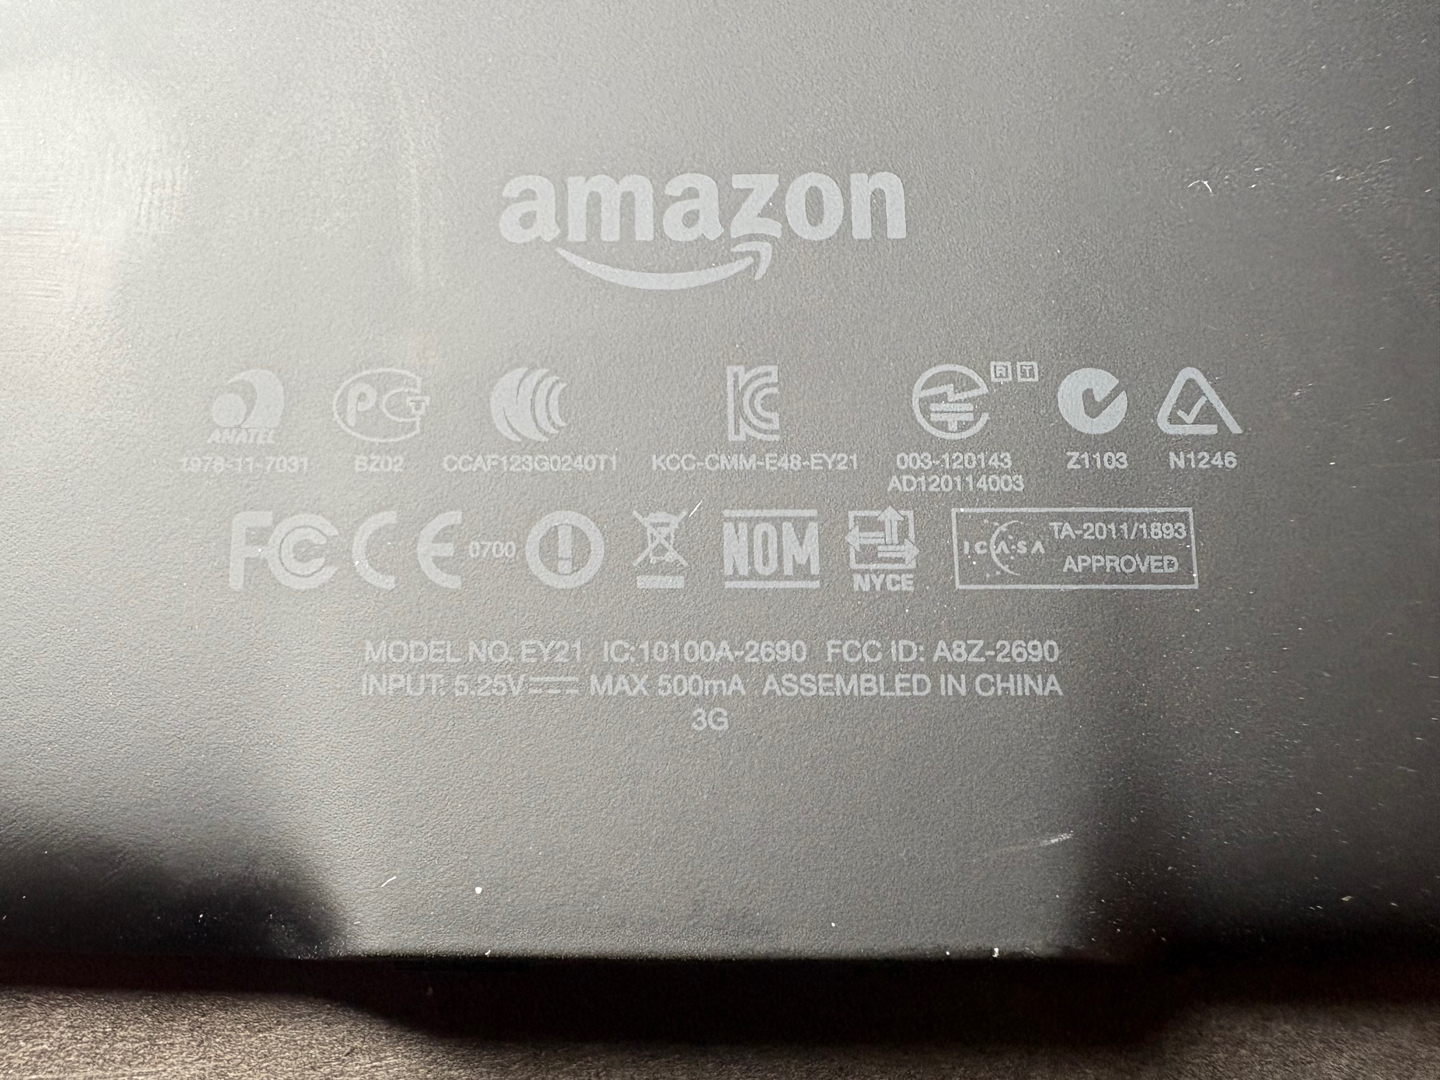 amazon
R T
ANATEL
1978-11-7031 BZ02 CCAF123G0240T1 KCC-CMM-E48-EY21 003-120143 Z1103 N1246
AD120114003
FC CE 0700 NOM NYCE ICASA TA-2011/1893 APPROVED
MODEL NO. EY21 IC:10100A-2690 FCC ID: A8Z-2690
INPUT: 5.25V⎓ MAX 500mA ASSEMBLED IN CHINA
3G